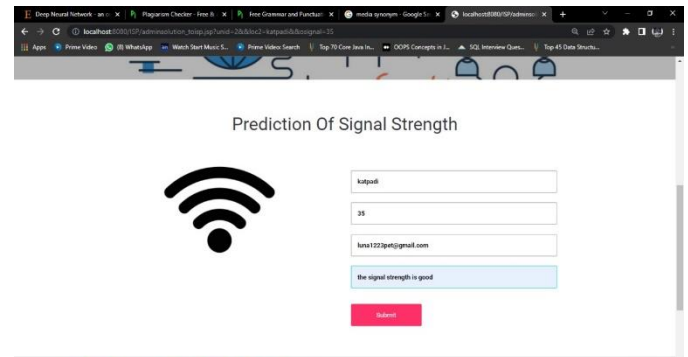 Deep Neural Network - an o
Plagiarism Checker - Free &
Free Grammar and Punctuati
media synonym - Google Se
localhost:8080/ISP/adminso
localhost:8080/ISP/adminsolution_toisp.jsp?unid=2&&loc2=katpadi&&ossignal=35
Apps
Prime Video
(8) WhatsApp
Watch Start Music S...
Prime Video: Search
Top 70 Core Java In...
OOPS Concepts in J...
SQL Interview Ques...
Top 45 Data Structu...
Prediction Of Signal Strength
katpadi
35
luna1223pet@gmail.com
the signal strength is good
Submit